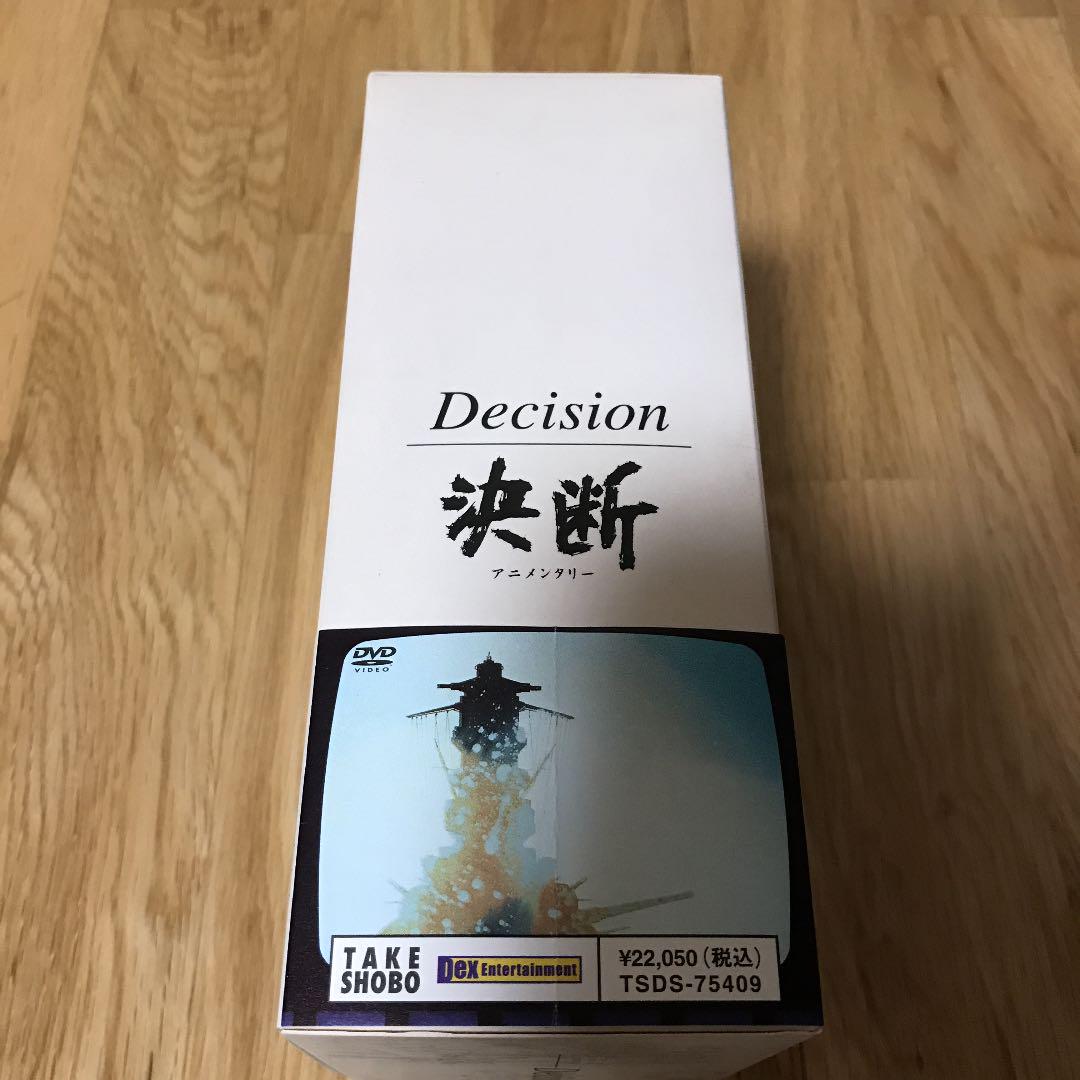 Decision
決断
アニメンタリー
DVD
VIDEO
TAKE
SHOBO
Dex Entertainment
¥22,050(税込)
TSDS-75409